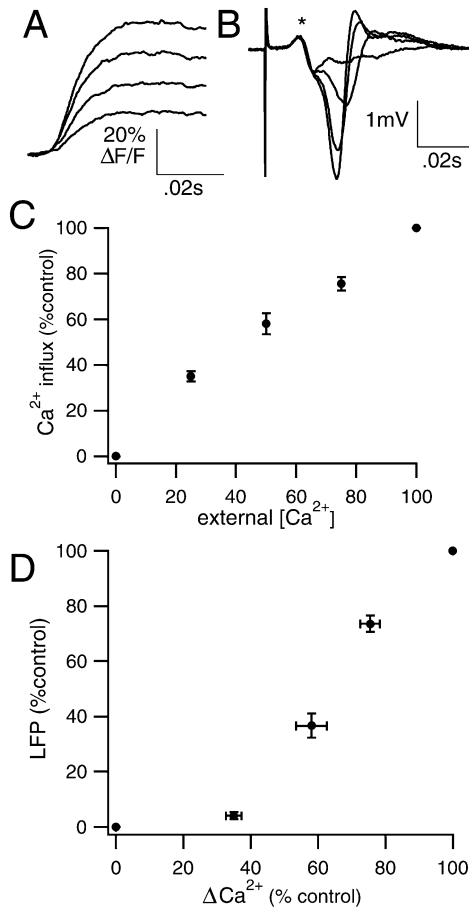 A
B
*
20%
ΔF/F
.02s
1mV
.02s
C
Ca2+ influx (%control)
100
80
60
40
20
0
0 20 40 60 80 100
external [Ca2+]
D
LFP (%control)
100
80
60
40
20
0
0 20 40 60 80 100
ΔCa2+ (% control)